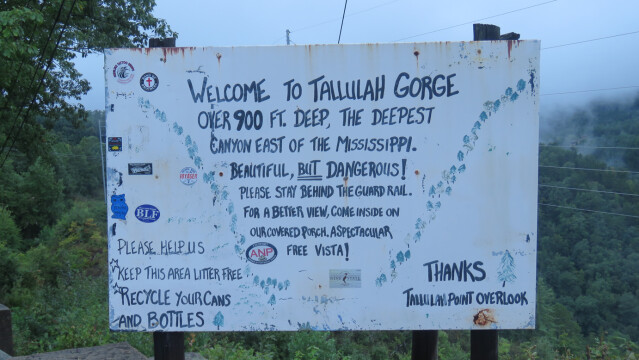 WELCOME TO TALLULAH GORGE
OVER 900 FT. DEEP, THE DEEPEST
CANYON EAST OF THE MISSISSIPPI.
BEAUTIFUL, BUT DANGEROUS!
PLEASE STAY BEHIND THE GUARD RAIL.
FOR A BETTER VIEW, COME INSIDE ON
OUR COVERED PORCH. A SPECTACULAR
FREE VISTA!
BLF
ANP
PLEASE HELP US
KEEP THIS AREA LITTER FREE
RECYCLE YOUR CANS
AND BOTTLES
THANKS
TALLULAH POINT OVERLOOK